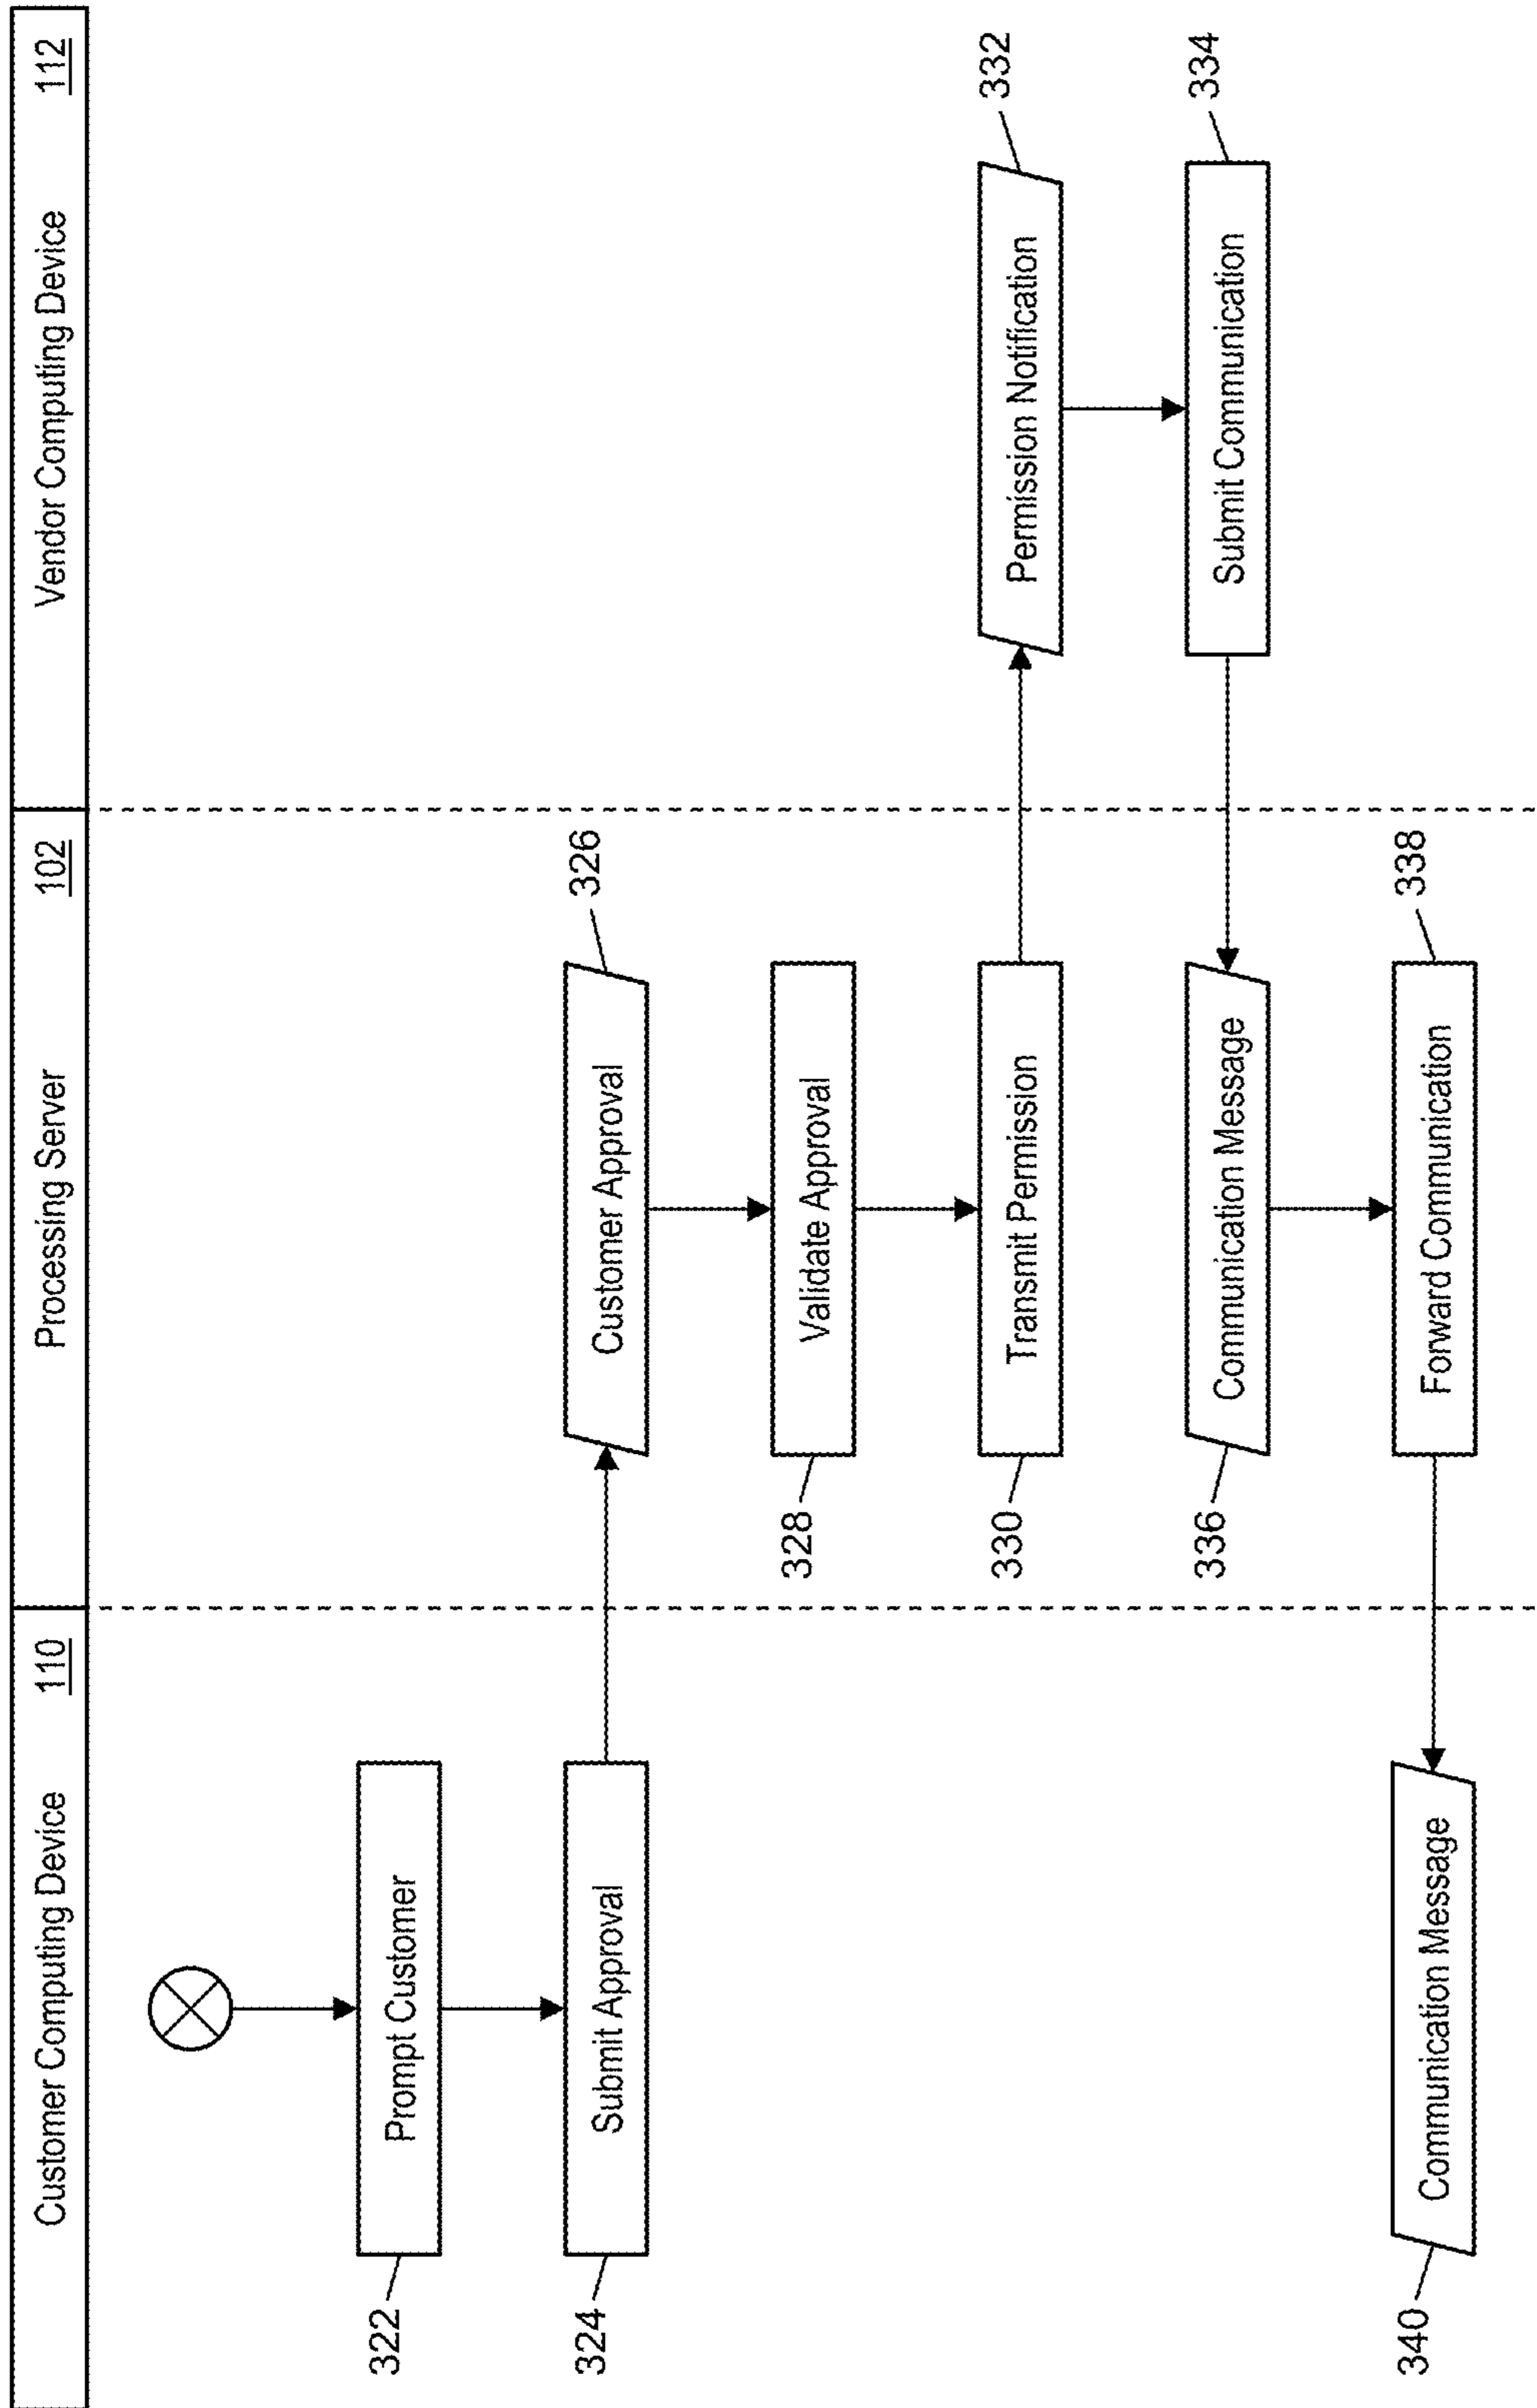 Customer Computing Device 110
Processing Server 102
Vendor Computing Device 112
322
Prompt Customer
324
Submit Approval
Customer Approval
326
328
Validate Approval
330
Transmit Permission
Permission Notification
332
Submit Communication
334
336
Communication Message
Forward Communication
338
340
Communication Message